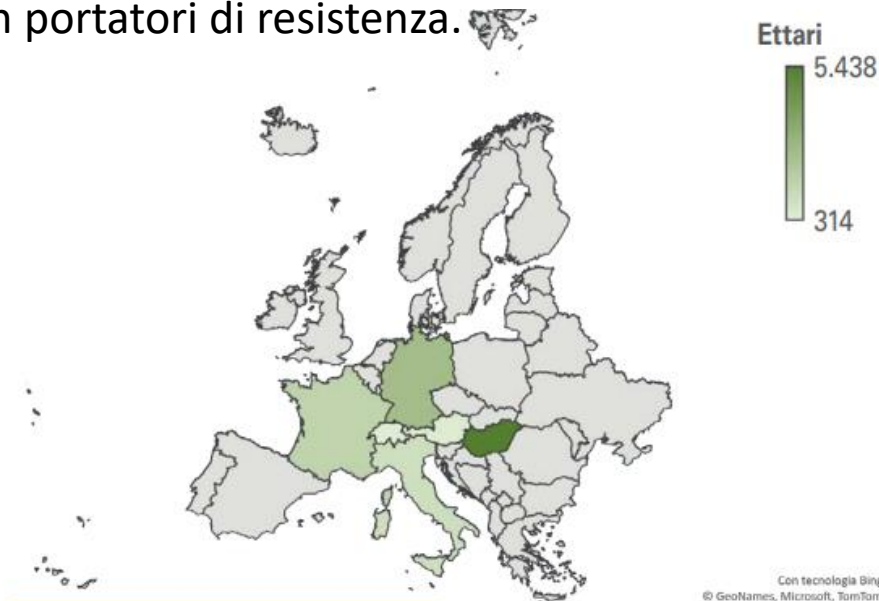 portatori di resistenza.
Ettari
5.438
314
Con tecnologia Bing
© GeoNames, Microsoft, TomTom